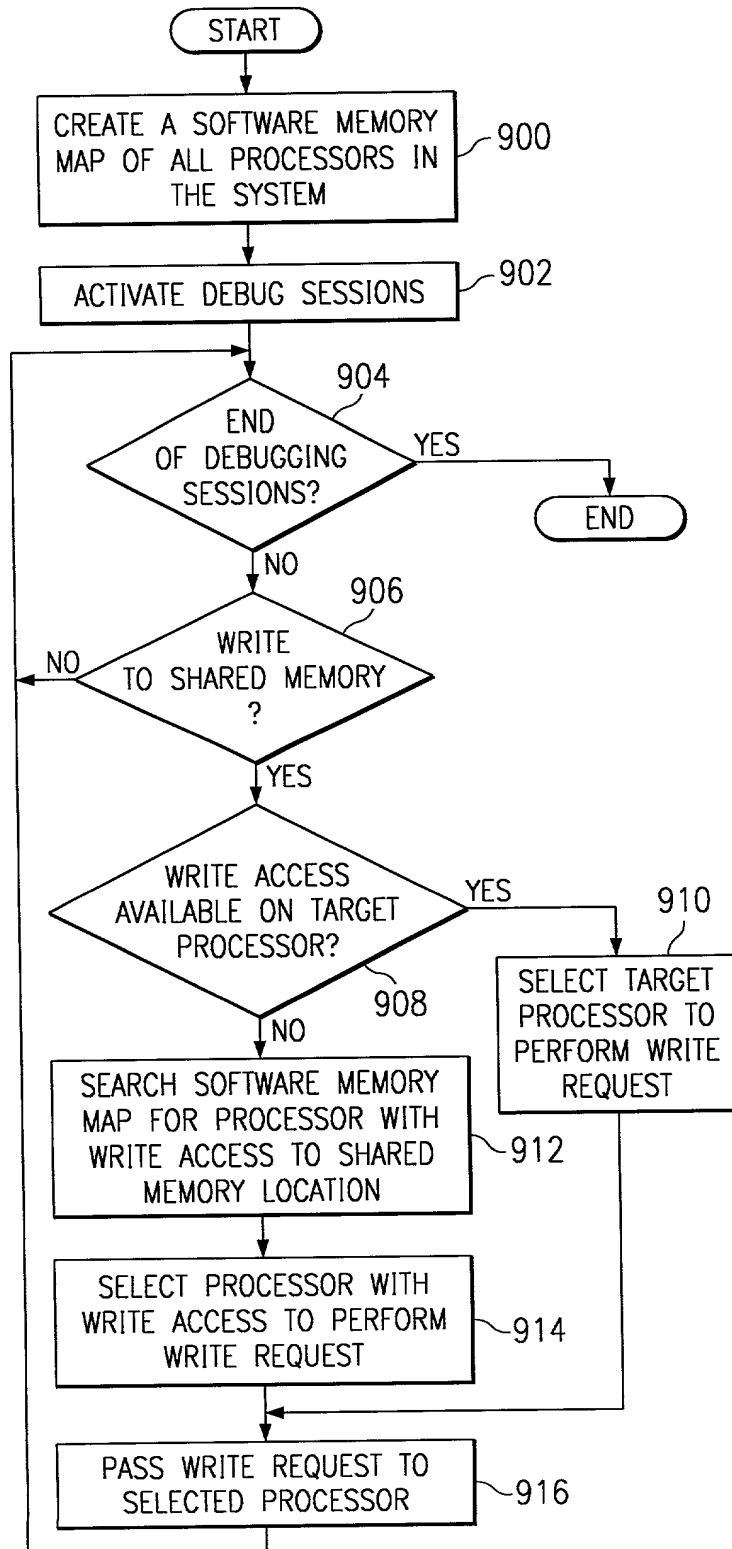 START
CREATE A SOFTWARE MEMORY
MAP OF ALL PROCESSORS IN
THE SYSTEM
900
ACTIVATE DEBUG SESSIONS
902
904
END
OF DEBUGGING
SESSIONS?
YES
END
NO
906
WRITE
TO SHARED MEMORY
?
NO
YES
WRITE ACCESS
AVAILABLE ON TARGET
PROCESSOR?
YES
908
NO
910
SELECT TARGET
PROCESSOR TO
PERFORM WRITE
REQUEST
SEARCH SOFTWARE MEMORY
MAP FOR PROCESSOR WITH
WRITE ACCESS TO SHARED
MEMORY LOCATION
912
SELECT PROCESSOR WITH
WRITE ACCESS TO PERFORM
WRITE REQUEST
914
PASS WRITE REQUEST TO
SELECTED PROCESSOR
916